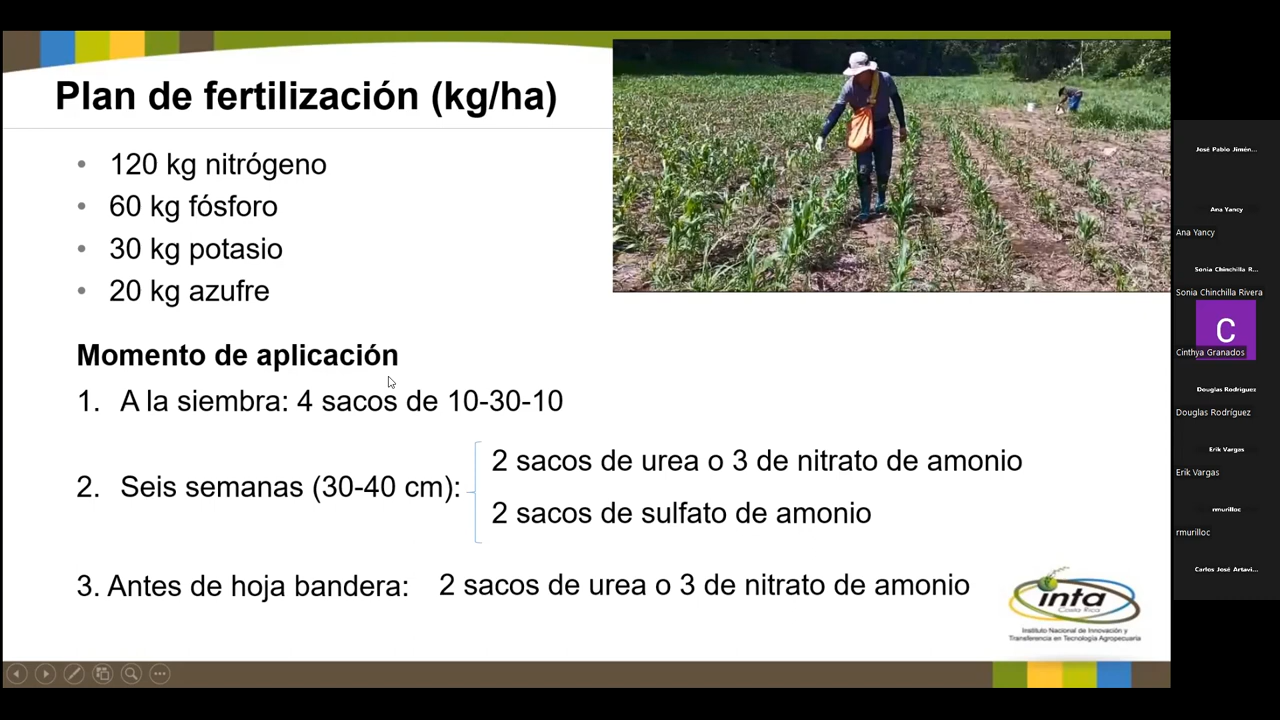 Plan de fertilización (kg/ha)
• 120 kg nitrógeno
• 60 kg fósforo
• 30 kg potasio
• 20 kg azufre
Momento de aplicación
1. A la siembra: 4 sacos de 10-30-10
2. Seis semanas (30-40 cm):
2 sacos de urea o 3 de nitrato de amonio
2 sacos de sulfato de amonio
3. Antes de hoja bandera: 2 sacos de urea o 3 de nitrato de amonio
inta
Costa Rica
Instituto Nacional de Innovación y
Transferencia en Tecnología Agropecuaria
José Pablo Jimén...
Ana Yancy
Ana Yancy
Sonia Chinchilla R...
Sonia Chinchilla Rivera
C
Cinthya Granados
Douglas Rodríguez
Douglas Rodríguez
Erik Vargas
Erik Vargas
rmurilloc
rmurilloc
Carlos José Artavi...